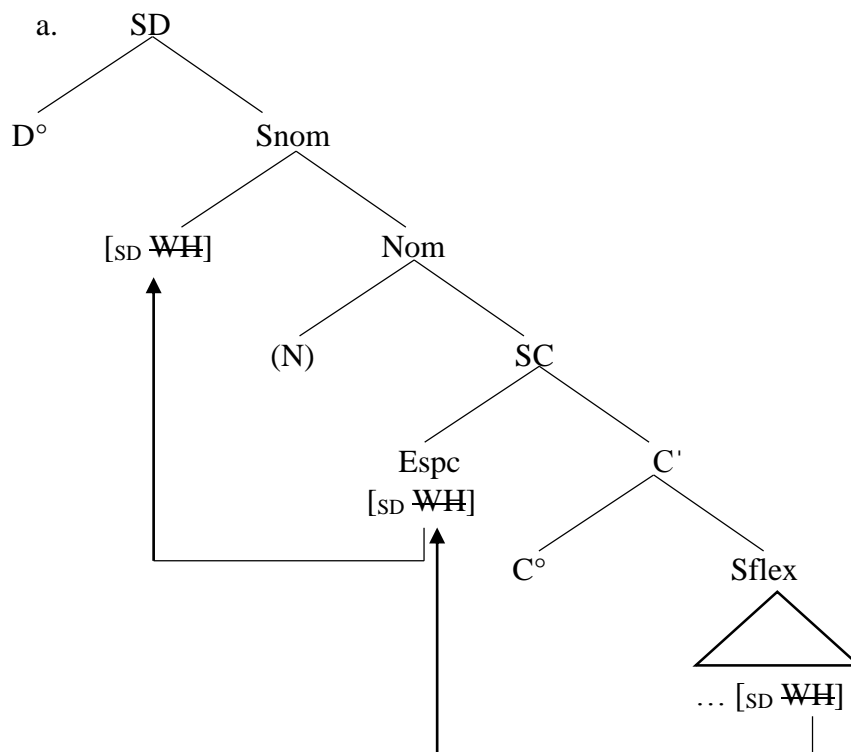 a. SD
D° Snom
[SD WH] Nom
(N) SC
Espc C'
[SD WH]
C° Sflex
… [SD WH]